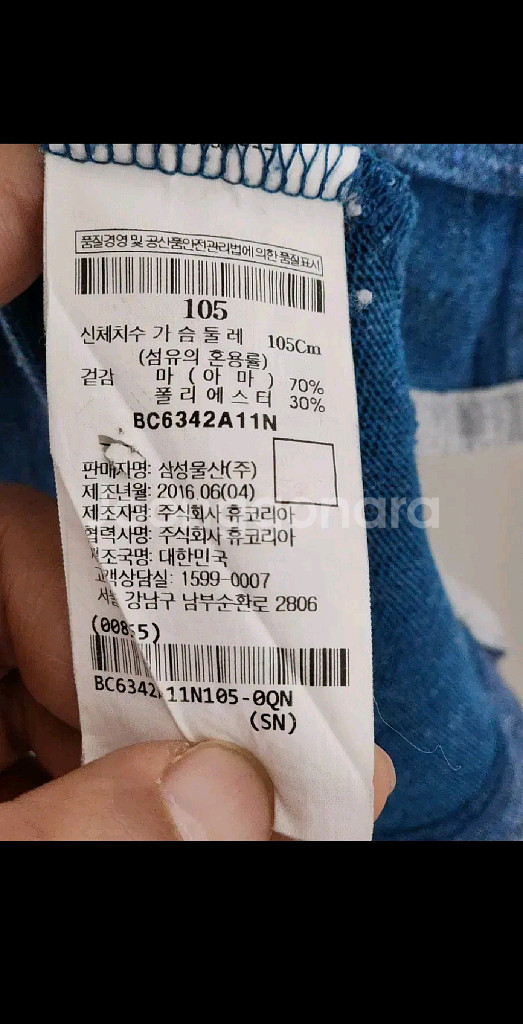 품질경영 및 공산품안전관리법에 의한 품질표시
105
신체치수 가슴둘레 105Cm
(섬유의 혼용률)
겉감 마(아마) 70%
폴리에스터 30%
BC6342A11N
판매자명: 삼성물산(주)
제조년월: 2016.06(04)
제조자명: 주식회사 휴코리아
협력사명: 주식회사 휴코리아
제조국명: 대한민국
고객상담실: 1599-0007
서울 강남구 남부순환로 2806
BC6342A11N105-0QN
(SN)